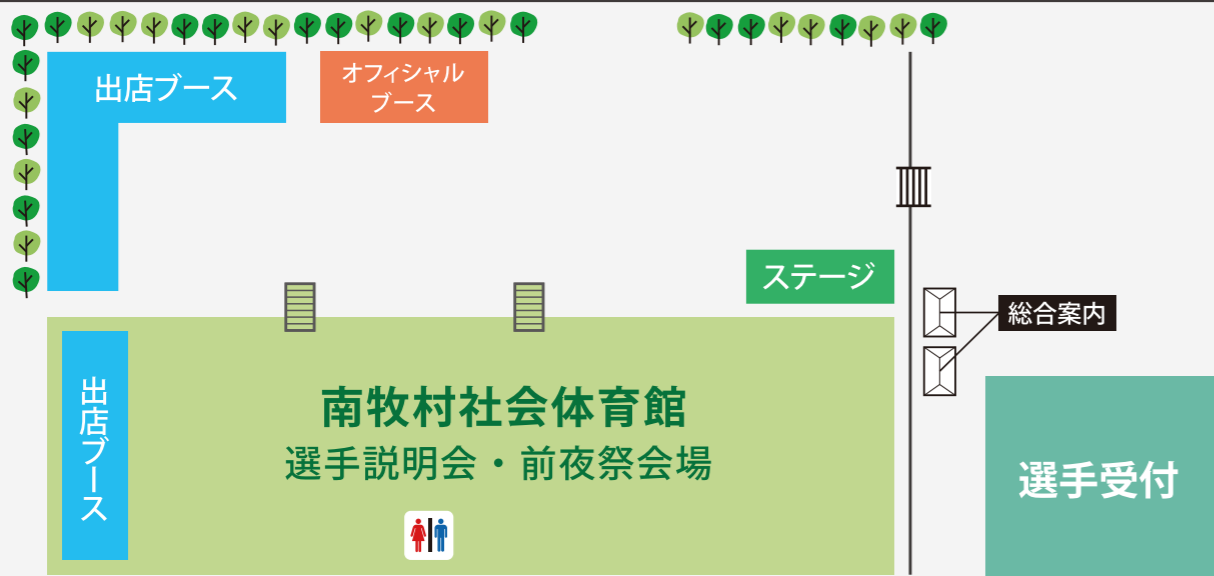 出店ブース
オフィシャル
ブース
ステージ
総合案内
出店ブース
南牧村社会体育館
選手説明会・前夜祭会場
選手受付